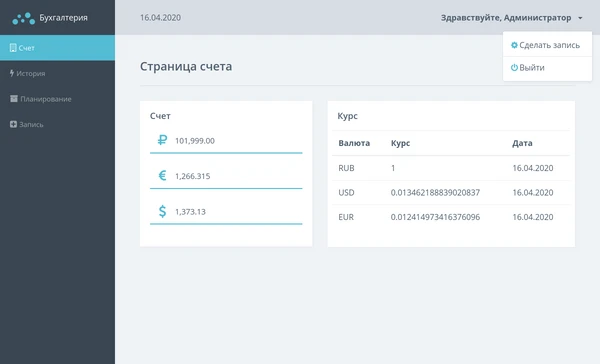 Бухгалтерия
16.04.2020
Здравствуйте, Администратор
Сделать запись
Выйти
Счет
История
Планирование
Запись
Страница счета
Счет
₽ 101,999.00
€ 1,266.315
$ 1,373.13
Курс
Валюта Курс Дата
RUB 1 16.04.2020
USD 0.013462188839020837 16.04.2020
EUR 0.012414973416376096 16.04.2020